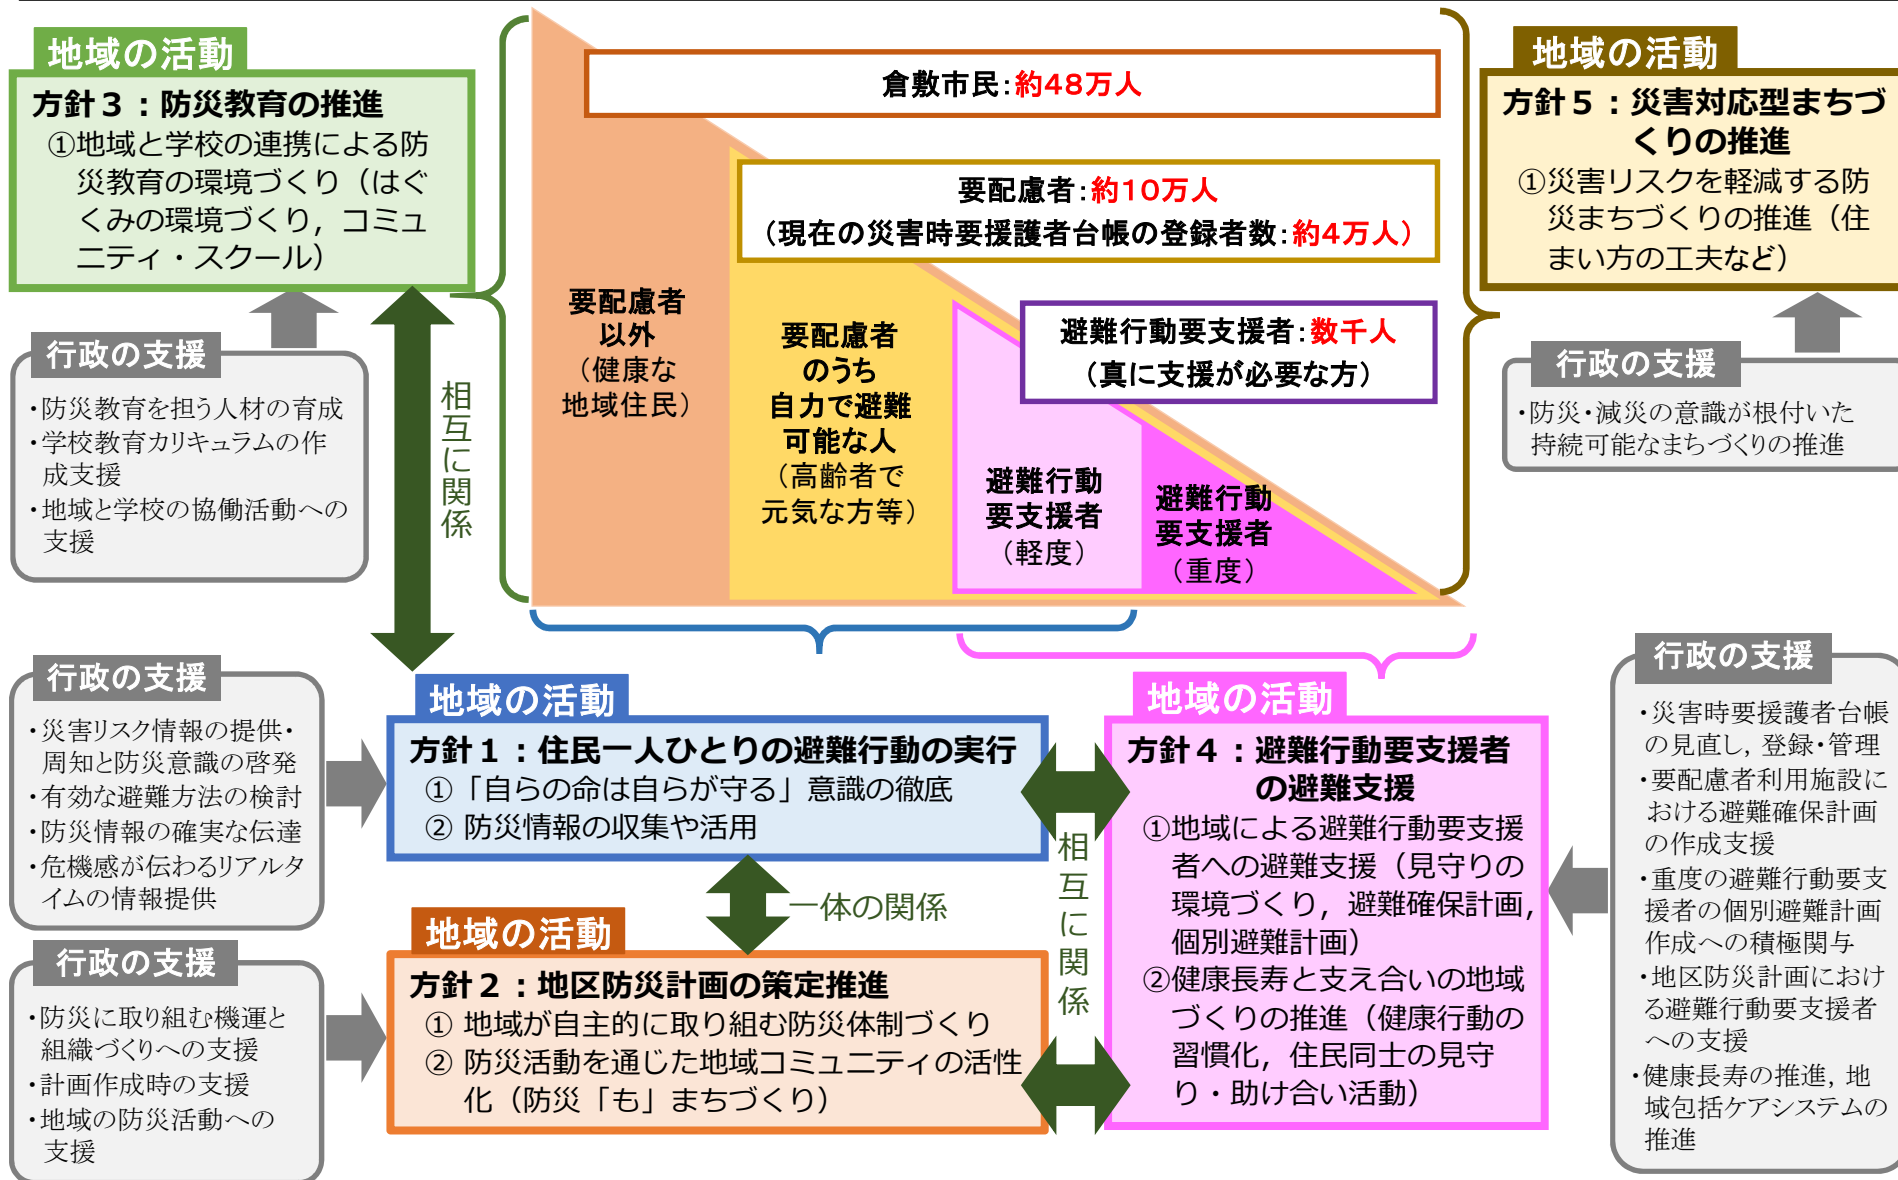 地域の活動
方針３：防災教育の推進
①地域と学校の連携による防
災教育の環境づくり（はぐ
くみの環境づくり，コミュ
ニティ・スクール）
行政の支援
・防災教育を担う人材の育成
・学校教育カリキュラムの作
成支援
・地域と学校の協働活動への
支援
相互に関係
倉敷市民：約48万人
要配慮者：約10万人
（現在の災害時要援護者台帳の登録者数：約4万人）
避難行動要支援者：数千人
（真に支援が必要な方）
要配慮者
以外
（健康な
地域住民）
要配慮者
のうち
自力で避難
可能な人
（高齢者で
元気な方等）
避難行動
要支援者
（軽度）
避難行動
要支援者
（重度）
地域の活動
方針５：災害対応型まちづ
くりの推進
①災害リスクを軽減する防
災まちづくりの推進（住
まい方の工夫など）
行政の支援
・防災・減災の意識が根付いた
持続可能なまちづくりの推進
行政の支援
・災害リスク情報の提供・
周知と防災意識の啓発
・有効な避難方法の検討
・防災情報の確実な伝達
・危機感が伝わるリアルタ
イムの情報提供
地域の活動
方針１：住民一人ひとりの避難行動の実行
①「自らの命は自らが守る」意識の徹底
② 防災情報の収集や活用
一体の関係
行政の支援
・防災に取り組む機運と
組織づくりへの支援
・計画作成時の支援
・地域の防災活動への
支援
地域の活動
方針２：地区防災計画の策定推進
① 地域が自主的に取り組む防災体制づくり
② 防災活動を通じた地域コミュニティの活性
化（防災「も」まちづくり）
相互に関係
地域の活動
方針４：避難行動要支援者
の避難支援
①地域による避難行動要支援
者への避難支援（見守りの
環境づくり，避難確保計画，
個別避難計画）
②健康長寿と支え合いの地域
づくりの推進（健康行動の
習慣化，住民同士の見守
り・助け合い活動）
行政の支援
・災害時要援護者台帳
の見直し，登録・管理
・要配慮者利用施設に
おける避難確保計画
の作成支援
・重度の避難行動要支
援者の個別避難計画
作成への積極関与
・地区防災計画におけ
る避難行動要支援者
への支援
・健康長寿の推進，地
域包括ケアシステムの
推進